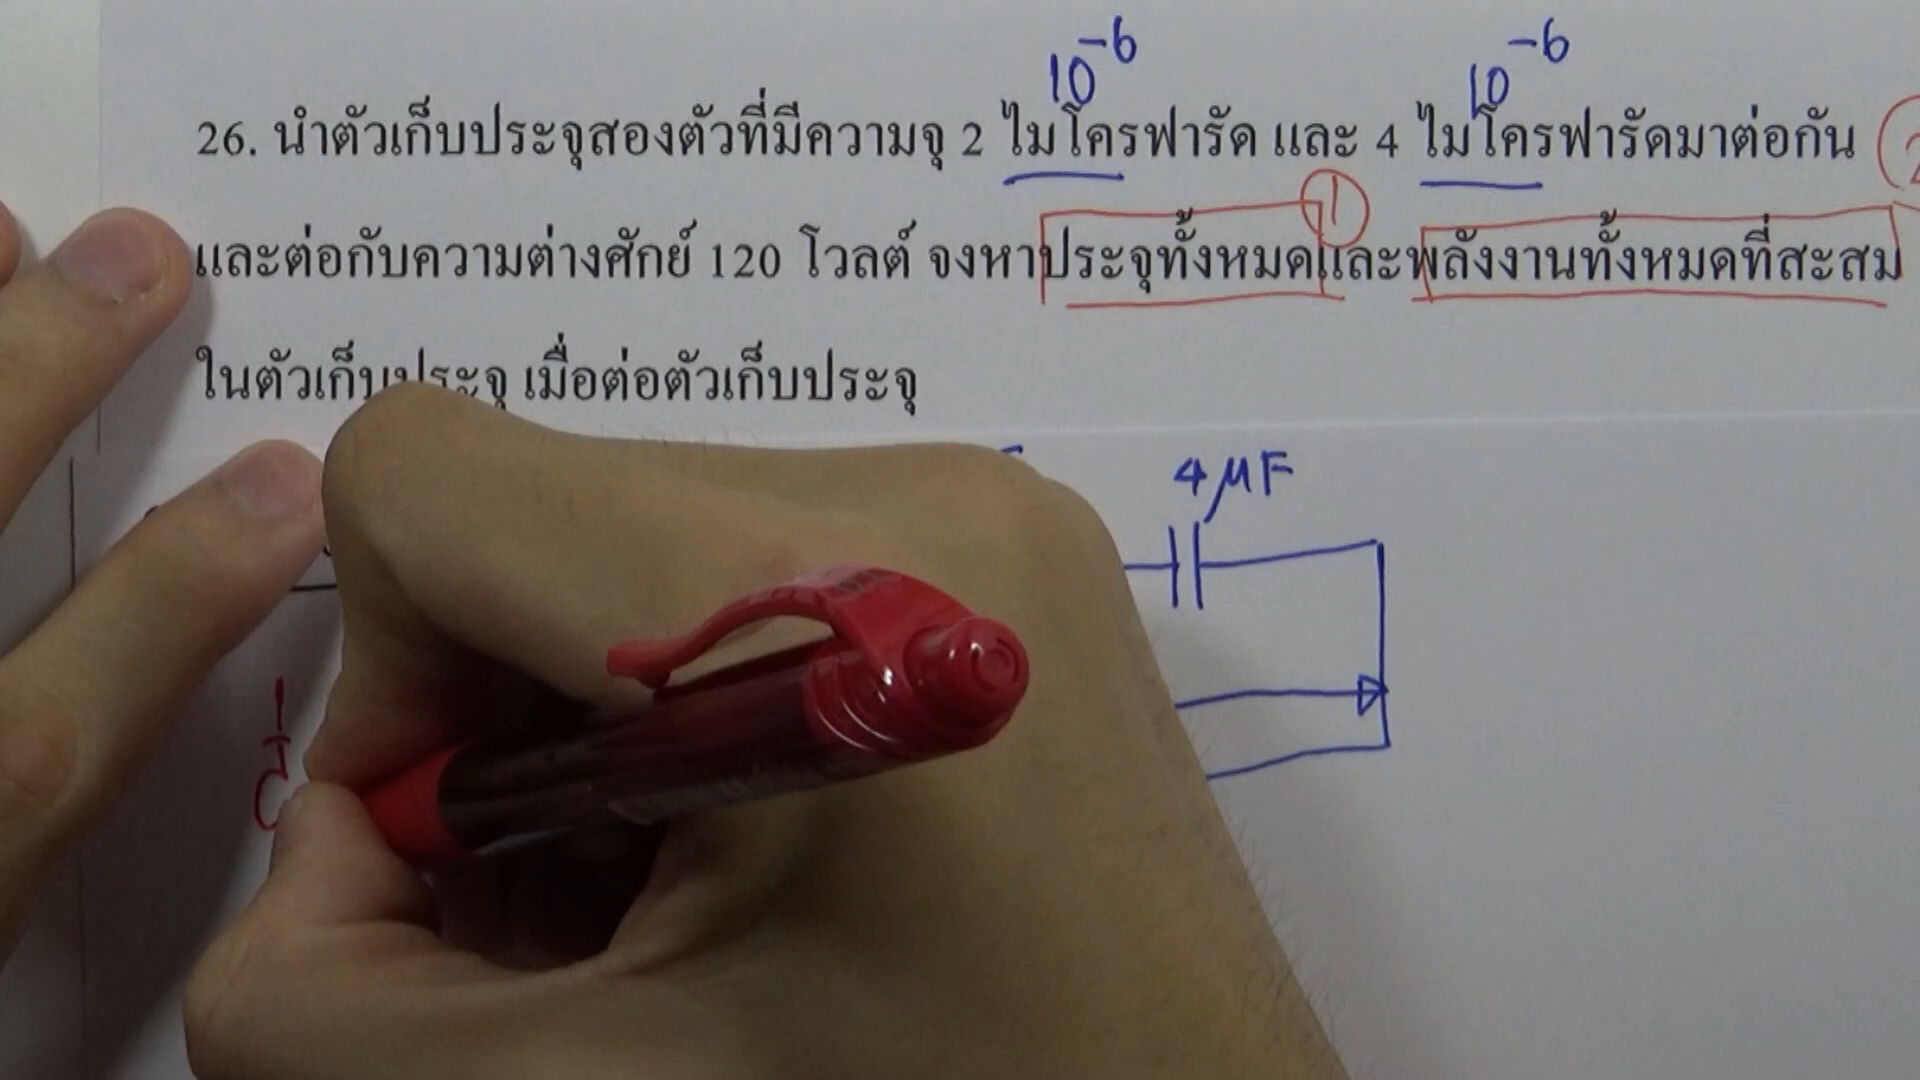 10⁻⁶ 10⁻⁶
26. นำตัวเก็บประจุสองตัวที่มีความจุ 2 ไมโครฟารัด และ 4 ไมโครฟารัดมาต่อกัน
1
และต่อกับความต่างศักย์ 120 โวลต์ จงหาประจุทั้งหมดและพลังงานทั้งหมดที่สะสม
ในตัวเก็บประจุ เมื่อต่อตัวเก็บประจุ
4 μF
1